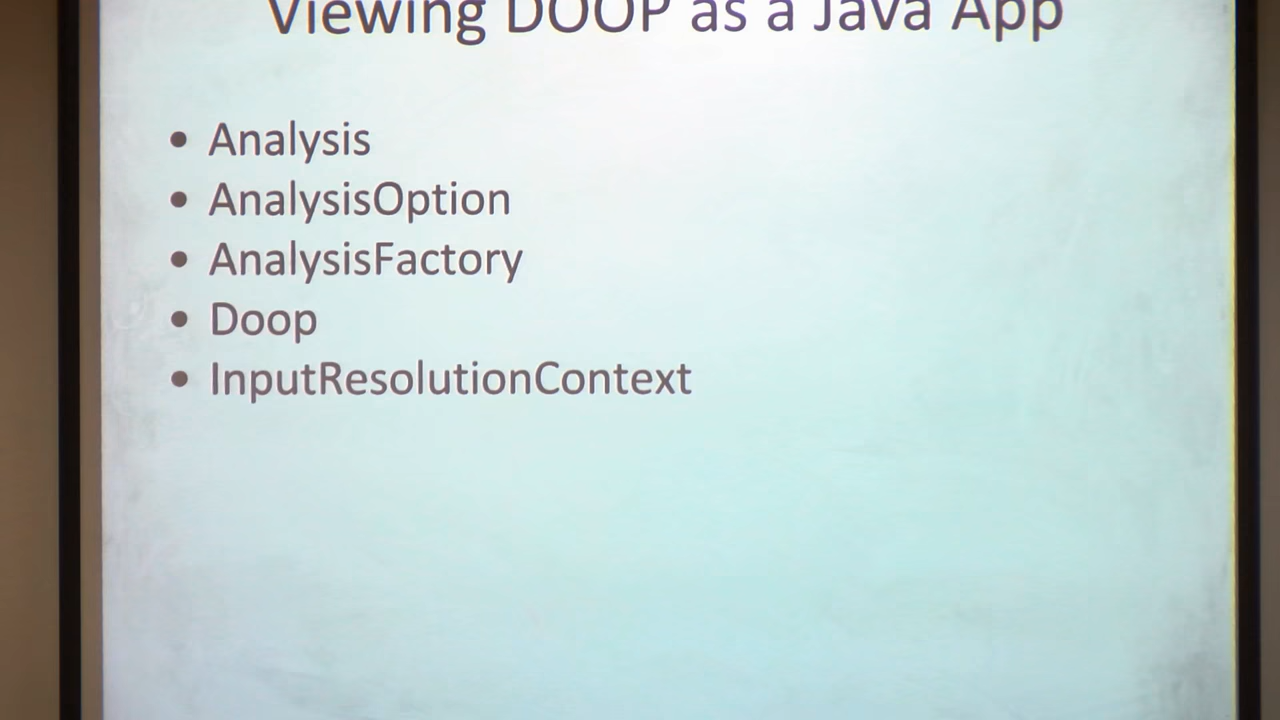 Viewing DOOP as a Java App
• Analysis
• AnalysisOption
• AnalysisFactory
• Doop
• InputResolutionContext